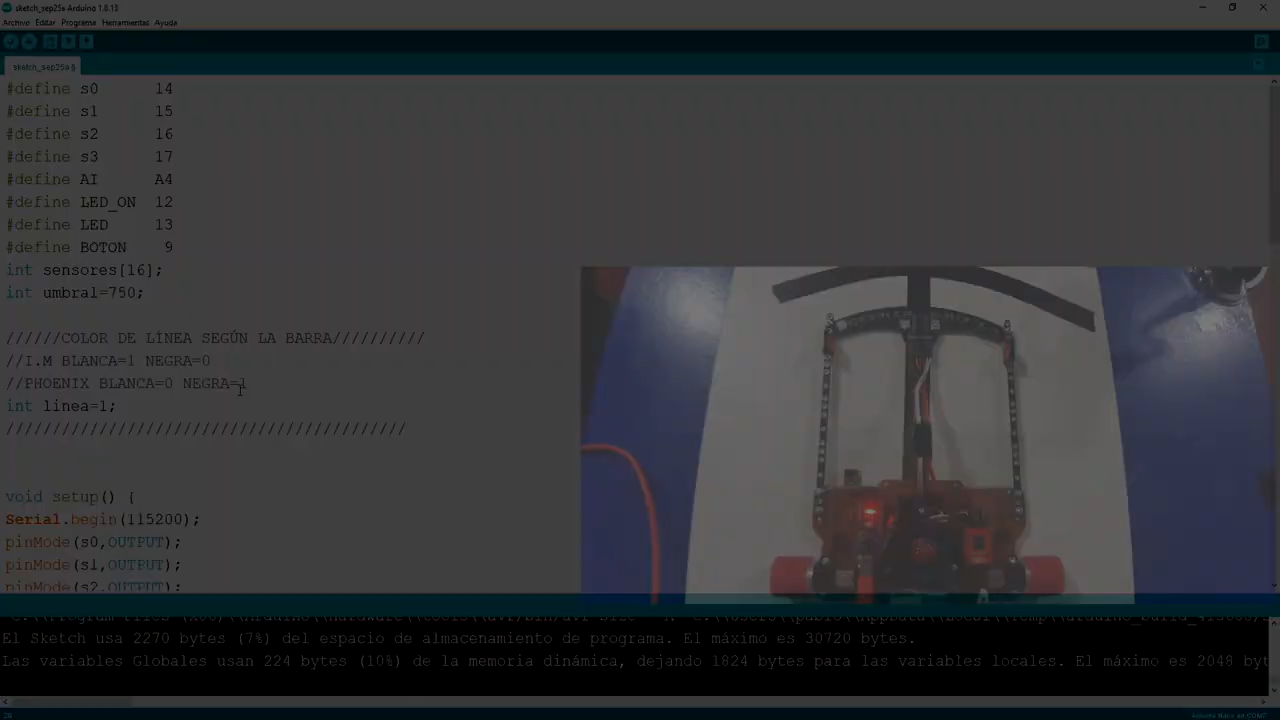 sketch_sep25a Arduino 1.8.13
Archivo Editar Programa Herramientas Ayuda
sketch_sep25a §
#define s0 14
#define s1 15
#define s2 16
#define s3 17
#define AI A4
#define LED_ON 12
#define LED 13
#define BOTON 9
int sensores[16];
int umbral=750;
//////COLOR DE LÍNEA SEGÚN LA BARRA//////////
//I.M BLANCA=1 NEGRA=0
//PHOENIX BLANCA=0 NEGRA=1
int linea=1;
///////////////////////////////////////////
void setup() {
Serial.begin(115200);
pinMode(s0,OUTPUT);
pinMode(s1,OUTPUT);
pinMode(s2,OUTPUT);
El Sketch usa 2270 bytes (7%) del espacio de almacenamiento de programa. El máximo es 30720 bytes.
Las variables Globales usan 224 bytes (10%) de la memoria dinámica, dejando 1824 bytes para las variables locales. El máximo es 2048 byt